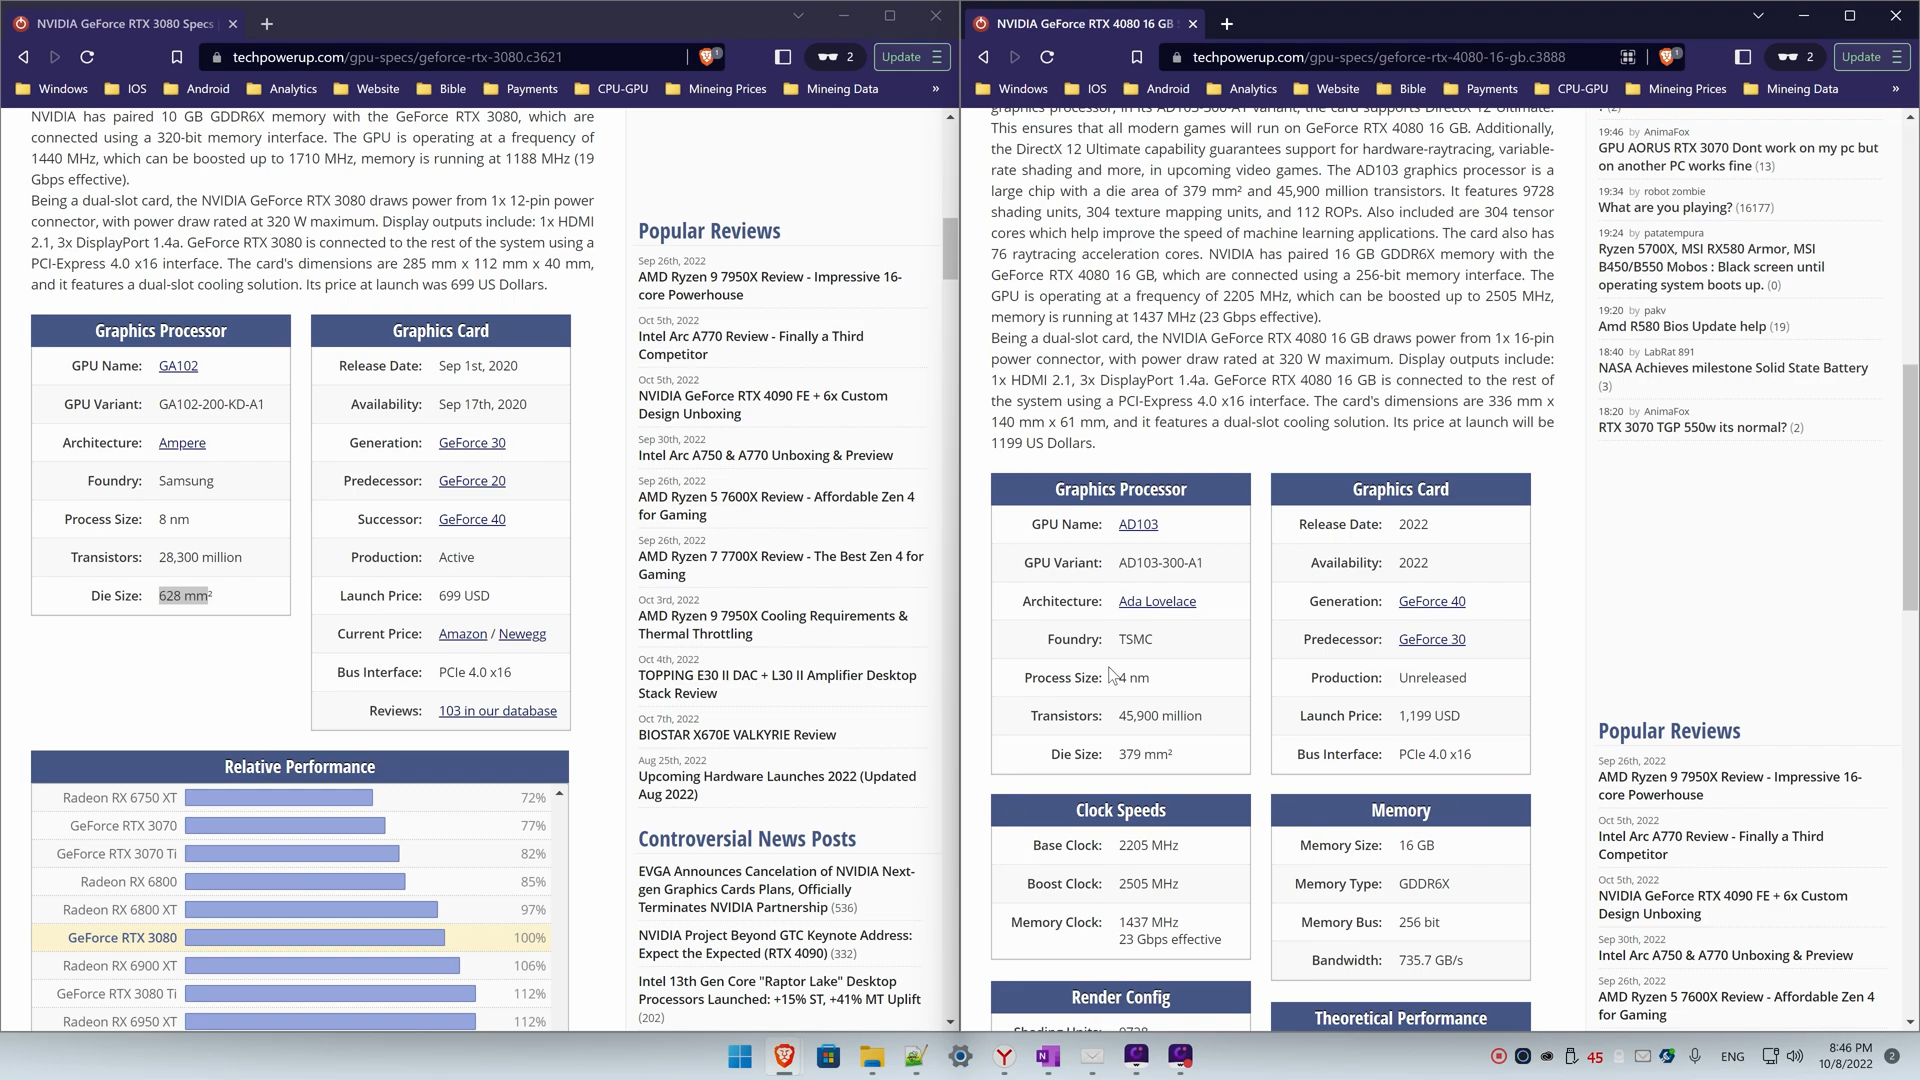 NVIDIA GeForce RTX 3080 Specs
techpowerup.com/gpu-specs/geforce-rtx-3080.c3621
1
2
Update
Windows
IOS
Android
Analytics
Website
Bible
Payments
CPU-GPU
Mineing Prices
Mineing Data
»
NVIDIA has paired 10 GB GDDR6X memory with the GeForce RTX 3080, which are
connected using a 320-bit memory interface. The GPU is operating at a frequency of
1440 MHz, which can be boosted up to 1710 MHz, memory is running at 1188 MHz (19
Gbps effective).
Being a dual-slot card, the NVIDIA GeForce RTX 3080 draws power from 1x 12-pin power
connector, with power draw rated at 320 W maximum. Display outputs include: 1x HDMI
2.1, 3x DisplayPort 1.4a. GeForce RTX 3080 is connected to the rest of the system using a
PCI-Express 4.0 x16 interface. The card's dimensions are 285 mm x 112 mm x 40 mm,
and it features a dual-slot cooling solution. Its price at launch was 699 US Dollars.
Graphics Processor
GPU Name: GA102
GPU Variant: GA102-200-KD-A1
Architecture: Ampere
Foundry: Samsung
Process Size: 8 nm
Transistors: 28,300 million
Die Size: 628 mm²
Graphics Card
Release Date: Sep 1st, 2020
Availability: Sep 17th, 2020
Generation: GeForce 30
Predecessor: GeForce 20
Successor: GeForce 40
Production: Active
Launch Price: 699 USD
Current Price: Amazon / Newegg
Bus Interface: PCIe 4.0 x16
Reviews: 103 in our database
Relative Performance
Radeon RX 6750 XT 72%
GeForce RTX 3070 77%
GeForce RTX 3070 Ti 82%
Radeon RX 6800 85%
Radeon RX 6800 XT 97%
GeForce RTX 3080 100%
Radeon RX 6900 XT 106%
GeForce RTX 3080 Ti 112%
Radeon RX 6950 XT 112%
Popular Reviews
Sep 26th, 2022
AMD Ryzen 9 7950X Review - Impressive 16-
core Powerhouse
Oct 5th, 2022
Intel Arc A770 Review - Finally a Third
Competitor
Oct 5th, 2022
NVIDIA GeForce RTX 4090 FE + 6x Custom
Design Unboxing
Sep 30th, 2022
Intel Arc A750 & A770 Unboxing & Preview
Sep 26th, 2022
AMD Ryzen 5 7600X Review - Affordable Zen 4
for Gaming
Sep 26th, 2022
AMD Ryzen 7 7700X Review - The Best Zen 4 for
Gaming
Oct 3rd, 2022
AMD Ryzen 9 7950X Cooling Requirements &
Thermal Throttling
Oct 4th, 2022
TOPPING E30 II DAC + L30 II Amplifier Desktop
Stack Review
Oct 7th, 2022
BIOSTAR X670E VALKYRIE Review
Aug 25th, 2022
Upcoming Hardware Launches 2022 (Updated
Aug 2022)
Controversial News Posts
EVGA Announces Cancelation of NVIDIA Next-
gen Graphics Cards Plans, Officially
Terminates NVIDIA Partnership (536)
NVIDIA Project Beyond GTC Keynote Address:
Expect the Expected (RTX 4090) (332)
Intel 13th Gen Core "Raptor Lake" Desktop
Processors Launched: +15% ST, +41% MT Uplift
(202)
NVIDIA GeForce RTX 4080 16 GB
techpowerup.com/gpu-specs/geforce-rtx-4080-16-gb.c3888
1
2
Update
Windows
IOS
Android
Analytics
Website
Bible
Payments
CPU-GPU
Mineing Prices
Mineing Data
»
graphics processor, in its AD103-300-A1 variant, the card supports DirectX 12 Ultimate.
This ensures that all modern games will run on GeForce RTX 4080 16 GB. Additionally,
the DirectX 12 Ultimate capability guarantees support for hardware-raytracing, variable-
rate shading and more, in upcoming video games. The AD103 graphics processor is a
large chip with a die area of 379 mm² and 45,900 million transistors. It features 9728
shading units, 304 texture mapping units, and 112 ROPs. Also included are 304 tensor
cores which help improve the speed of machine learning applications. The card also has
76 raytracing acceleration cores. NVIDIA has paired 16 GB GDDR6X memory with the
GeForce RTX 4080 16 GB, which are connected using a 256-bit memory interface. The
GPU is operating at a frequency of 2205 MHz, which can be boosted up to 2505 MHz,
memory is running at 1437 MHz (23 Gbps effective).
Being a dual-slot card, the NVIDIA GeForce RTX 4080 16 GB draws power from 1x 16-pin
power connector, with power draw rated at 320 W maximum. Display outputs include:
1x HDMI 2.1, 3x DisplayPort 1.4a. GeForce RTX 4080 16 GB is connected to the rest of
the system using a PCI-Express 4.0 x16 interface. The card's dimensions are 336 mm x
140 mm x 61 mm, and it features a dual-slot cooling solution. Its price at launch will be
1199 US Dollars.
Graphics Processor
GPU Name: AD103
GPU Variant: AD103-300-A1
Architecture: Ada Lovelace
Foundry: TSMC
Process Size: 4 nm
Transistors: 45,900 million
Die Size: 379 mm²
Graphics Card
Release Date: 2022
Availability: 2022
Generation: GeForce 40
Predecessor: GeForce 30
Production: Unreleased
Launch Price: 1,199 USD
Bus Interface: PCIe 4.0 x16
Clock Speeds
Base Clock: 2205 MHz
Boost Clock: 2505 MHz
Memory Clock: 1437 MHz
23 Gbps effective
Memory
Memory Size: 16 GB
Memory Type: GDDR6X
Memory Bus: 256 bit
Bandwidth: 735.7 GB/s
Render Config
Shading Units: 9728
Theoretical Performance
19:46 by AnimaFox
GPU AORUS RTX 3070 Dont work on my pc but
on another PC works fine (13)
19:34 by robot zombie
What are you playing? (16177)
19:24 by patatempura
Ryzen 5700X, MSI RX580 Armor, MSI
B450/B550 Mobos : Black screen until
operating system boots up. (0)
19:20 by pakv
Amd R580 Bios Update help (19)
18:40 by LabRat 891
NASA Achieves milestone Solid State Battery
(3)
18:20 by AnimaFox
RTX 3070 TGP 550w its normal? (2)
Popular Reviews
Sep 26th, 2022
AMD Ryzen 9 7950X Review - Impressive 16-
core Powerhouse
Oct 5th, 2022
Intel Arc A770 Review - Finally a Third
Competitor
Oct 5th, 2022
NVIDIA GeForce RTX 4090 FE + 6x Custom
Design Unboxing
Sep 30th, 2022
Intel Arc A750 & A770 Unboxing & Preview
Sep 26th, 2022
AMD Ryzen 5 7600X Review - Affordable Zen 4
for Gaming
45
ENG
8:46 PM
10/8/2022
2